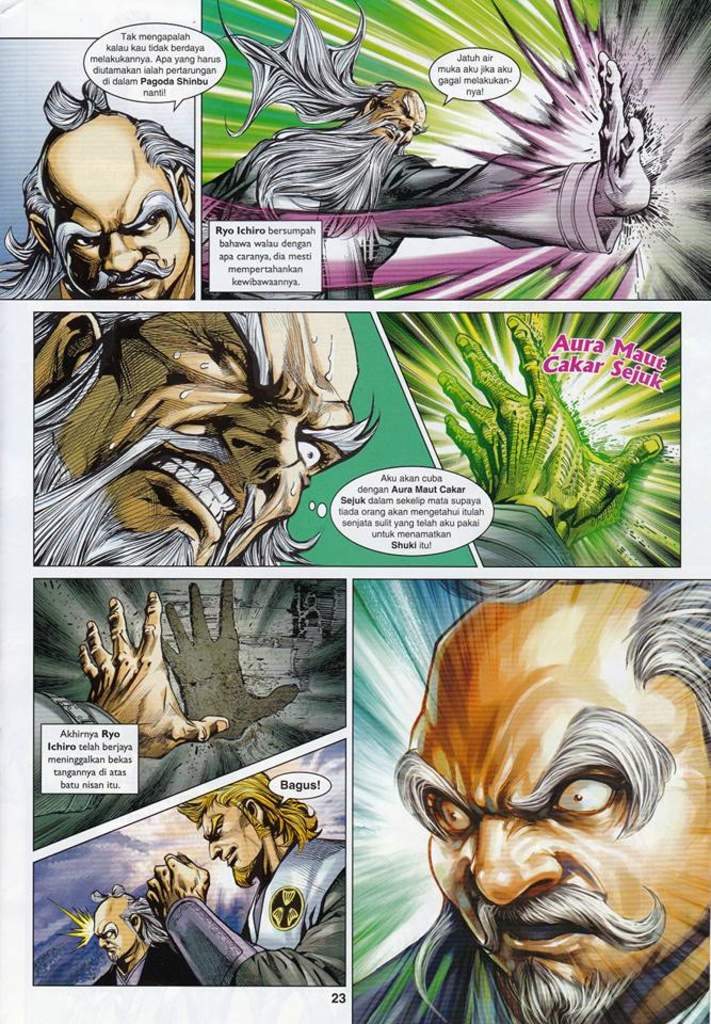 Tak mengapalah
kalau kau tidak berdaya
melakukannya. Apa yang harus
diutamakan ialah pertarungan
di dalam Pagoda Shinbu
nanti!
Jatuh air
muka aku jika aku
gagal melakukan-
nya!
Ryo Ichiro bersumpah
bahawa walau dengan
apa caranya, dia mesti
mempertahankan
kewibawaannya.
Aura Maut
Cakar Sejuk
Aku akan cuba
dengan Aura Maut Cakar
Sejuk dalam sekelip mata supaya
tiada orang akan mengetahui itulah
senjata sulit yang telah aku pakai
untuk menamatkan
Shuki itu!
Akhirnya Ryo
Ichiro telah berjaya
meninggalkan bekas
tangannya di atas
batu nisan itu.
Bagus!
23